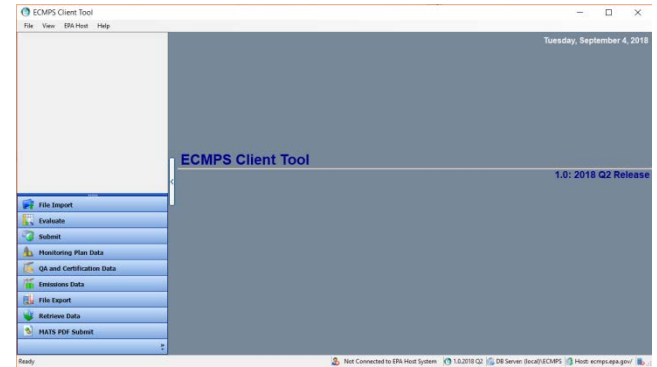 ECMPS Client Tool
File View EPA Host Help
Tuesday, September 4, 2018
ECMPS Client Tool
1.0: 2018 Q2 Release
File Import
Evaluate
Submit
Monitoring Plan Data
QA and Certification Data
Emissions Data
File Export
Retrieve Data
MATS PDF Submit
Ready Not Connected to EPA Host System 1.0.2018 Q2 DB Server: (local)\ECMPS Host: ecmps.epa.gov/